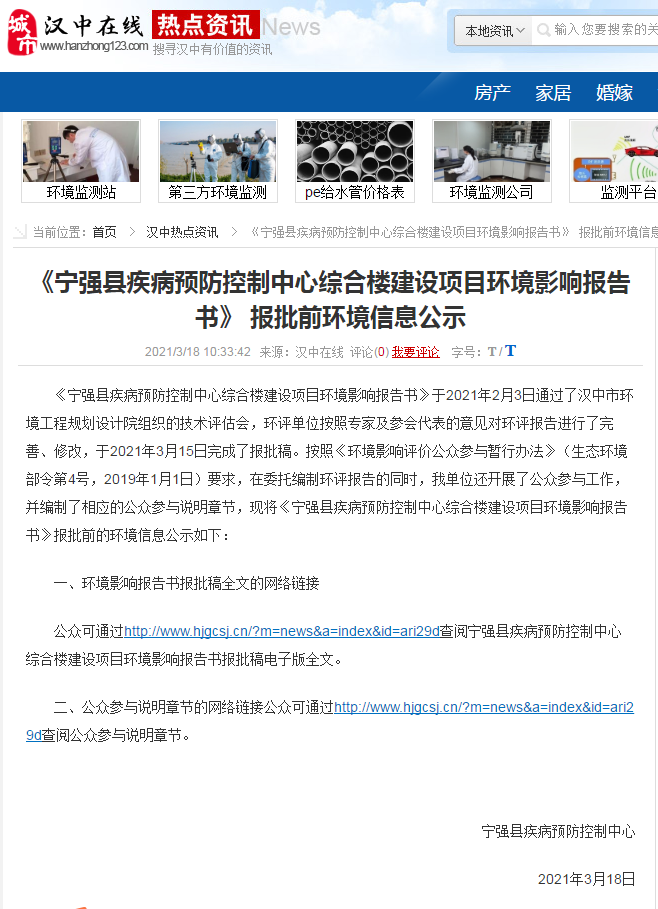 城市
汉中在线
www.hanzhong123.com
热点资讯
News
搜寻汉中有价值的资讯
本地资讯
输入您要搜索的关
房产 家居 婚嫁
环境监测站 第三方环境监测 pe给水管价格表 环境监测公司 监测平台
当前位置: 首页 > 汉中热点资讯 > 《宁强县疾病预防控制中心综合楼建设项目环境影响报告书》 报批前环境信息
《宁强县疾病预防控制中心综合楼建设项目环境影响报告
书》 报批前环境信息公示
2021/3/18 10:33:42 来源: 汉中在线 评论(0) 我要评论 字号: T/T
《宁强县疾病预防控制中心综合楼建设项目环境影响报告书》于2021年2月3日通过了汉中市环
境工程规划设计院组织的技术评估会，环评单位按照专家及参会代表的意见对环评报告进行了完
善、修改，于2021年3月15日完成了报批稿。按照《环境影响评价公众参与暂行办法》（生态环境
部令第4号，2019年1月1日）要求，在委托编制环评报告的同时，我单位还开展了公众参与工作，
并编制了相应的公众参与说明章节，现将《宁强县疾病预防控制中心综合楼建设项目环境影响报告
书》报批前的环境信息公示如下：
一、环境影响报告书报批稿全文的网络链接
公众可通过http://www.hjgcsj.cn/?m=news&a=index&id=ari29d查阅宁强县疾病预防控制中心
综合楼建设项目环境影响报告书报批稿电子版全文。
二、公众参与说明章节的网络链接公众可通过http://www.hjgcsj.cn/?m=news&a=index&id=ari2
9d查阅公众参与说明章节。
宁强县疾病预防控制中心
2021年3月18日